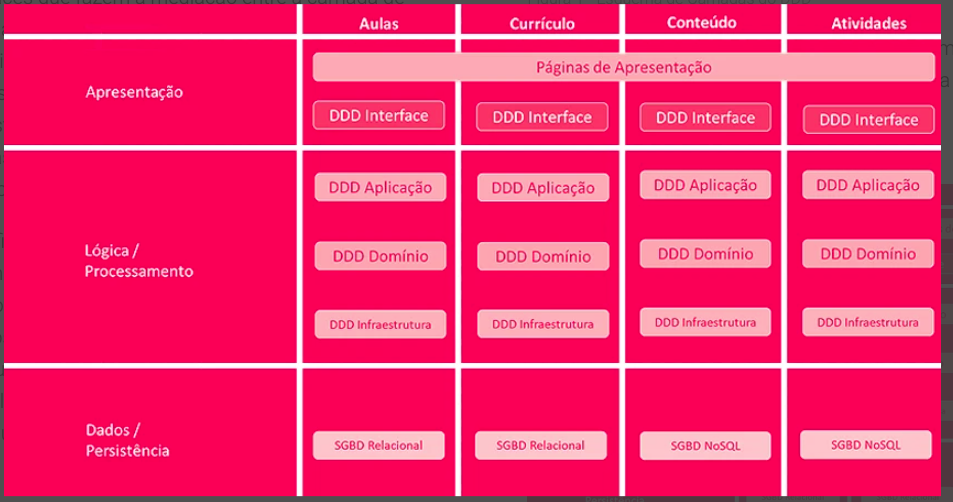 Aulas
Currículo
Conteúdo
Atividades
Apresentação
Páginas de Apresentação
DDD Interface
DDD Interface
DDD Interface
DDD Interface
Lógica /
Processamento
DDD Aplicação
DDD Aplicação
DDD Aplicação
DDD Aplicação
DDD Domínio
DDD Domínio
DDD Domínio
DDD Domínio
DDD Infraestrutura
DDD Infraestrutura
DDD Infraestrutura
DDD Infraestrutura
Dados /
Persistência
SGBD Relacional
SGBD Relacional
SGBD NoSQL
SGBD NoSQL